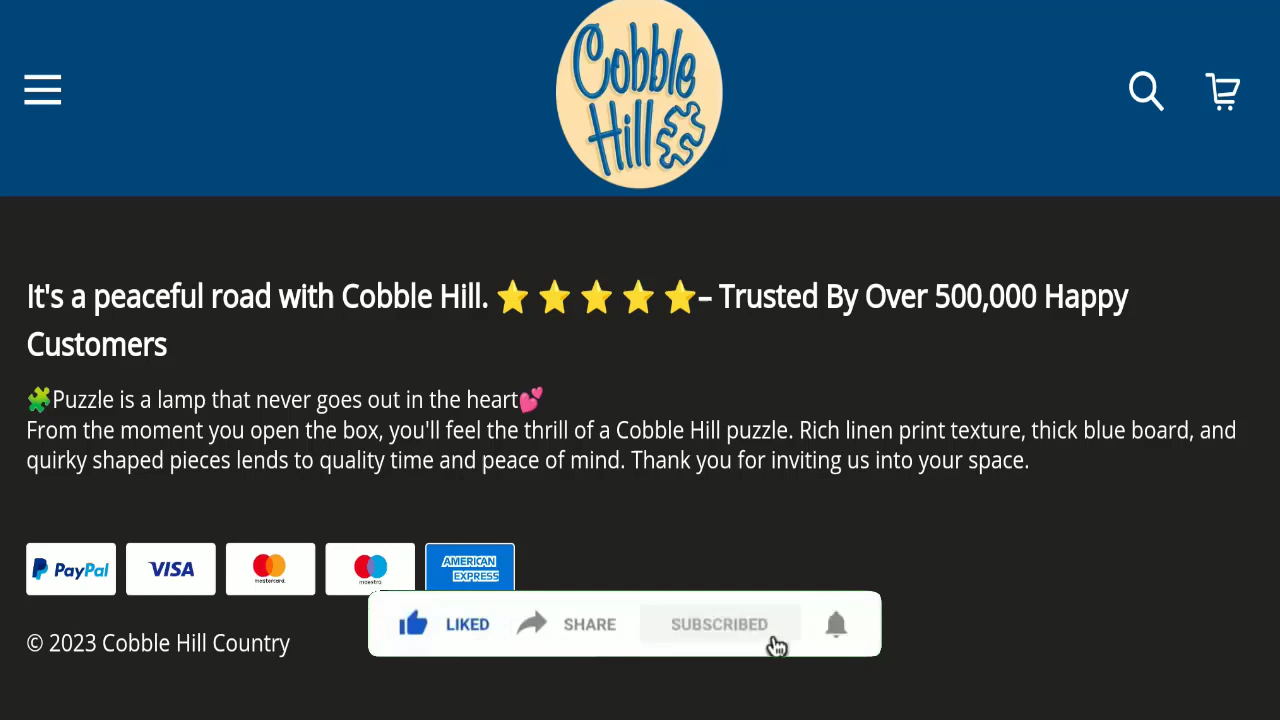 Cobble
Hill
It's a peaceful road with Cobble Hill. ⭐⭐⭐⭐⭐– Trusted By Over 500,000 Happy
Customers
🧩Puzzle is a lamp that never goes out in the heart💕
From the moment you open the box, you'll feel the thrill of a Cobble Hill puzzle. Rich linen print texture, thick blue board, and
quirky shaped pieces lends to quality time and peace of mind. Thank you for inviting us into your space.
PayPal VISA mastercard. maestro AMERICAN
EXPRESS
LIKED SHARE SUBSCRIBED
© 2023 Cobble Hill Country